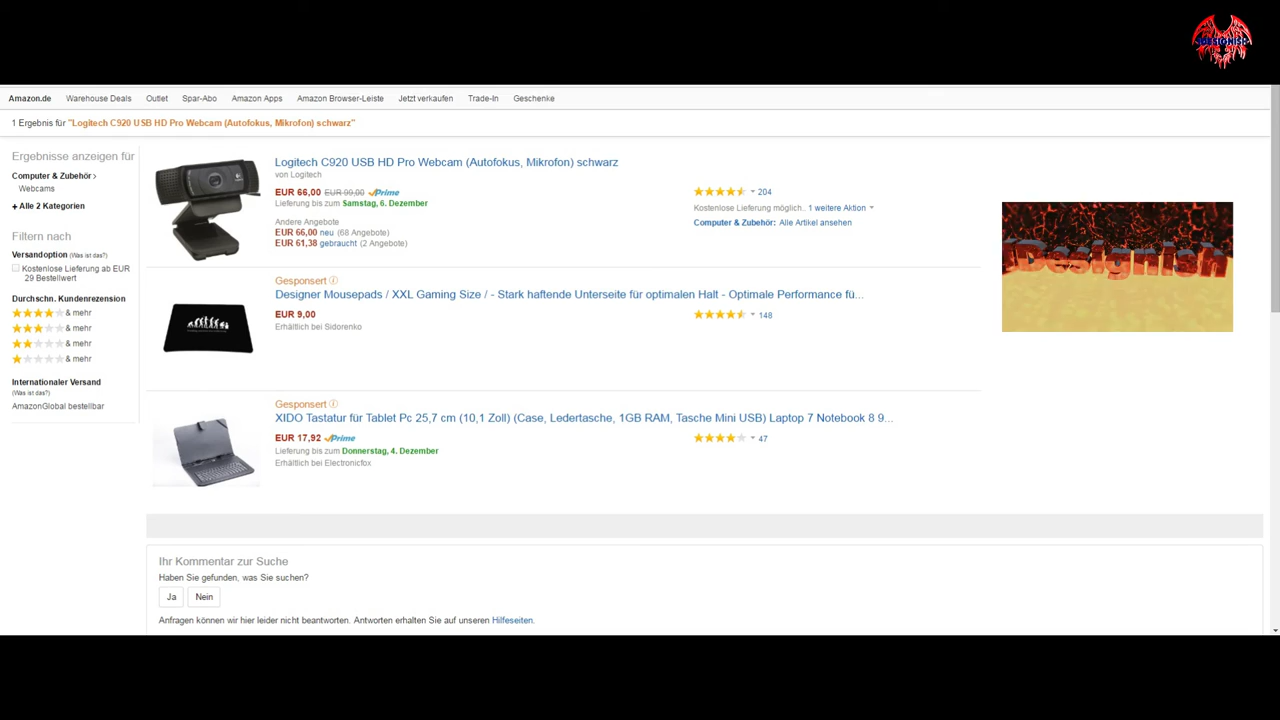 Designish
Amazon.de Warehouse Deals Outlet Spar-Abo Amazon Apps Amazon Browser-Leiste Jetzt verkaufen Trade-In Geschenke
1 Ergebnis für "Logitech C920 USB HD Pro Webcam (Autofokus, Mikrofon) schwarz"
Ergebnisse anzeigen für
Computer & Zubehör >
Webcams
+ Alle 2 Kategorien
Filtern nach
Versandoption (Was ist das?)
Kostenlose Lieferung ab EUR
29 Bestellwert
Durchschn. Kundenrezension
& mehr
& mehr
& mehr
& mehr
Internationaler Versand
(Was ist das?)
AmazonGlobal bestellbar
Logitech C920 USB HD Pro Webcam (Autofokus, Mikrofon) schwarz
von Logitech
EUR 66,00 EUR 99,00 Prime
Lieferung bis zum Samstag, 6. Dezember
Andere Angebote
EUR 66,00 neu (68 Angebote)
EUR 61,38 gebraucht (2 Angebote)
204
Kostenlose Lieferung möglich.. 1 weitere Aktion
Computer & Zubehör: Alle Artikel ansehen
Gesponsert
Designer Mousepads / XXL Gaming Size / - Stark haftende Unterseite für optimalen Halt - Optimale Performance fü...
EUR 9,00
Erhältlich bei Sidorenko
148
Gesponsert
XIDO Tastatur für Tablet Pc 25,7 cm (10,1 Zoll) (Case, Ledertasche, 1GB RAM, Tasche Mini USB) Laptop 7 Notebook 8 9...
EUR 17,92 Prime
Lieferung bis zum Donnerstag, 4. Dezember
Erhältlich bei Electronicfox
47
Designish
Ihr Kommentar zur Suche
Haben Sie gefunden, was Sie suchen?
Ja Nein
Anfragen können wir hier leider nicht beantworten. Antworten erhalten Sie auf unseren Hilfeseiten.